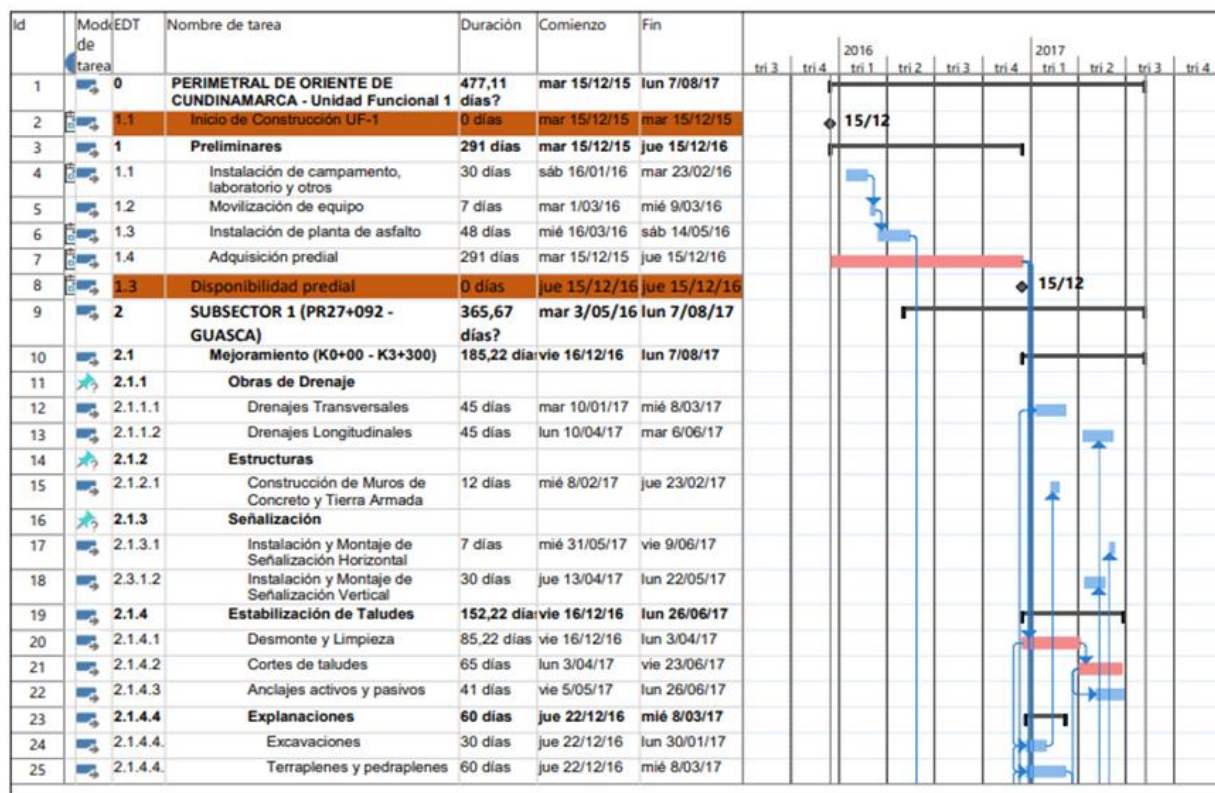 Id Modo de tarea EDT Nombre de tarea Duración Comienzo Fin
2016 2017
tri 3 tri 4 tri 1 tri 2 tri 3 tri 4 tri 1 tri 2 tri 3 tri 4
1 0 PERIMETRAL DE ORIENTE DE CUNDINAMARCA - Unidad Funcional 1 477,11 días? mar 15/12/15 lun 7/08/17
2 1.1 Inicio de Construcción UF-1 0 días mar 15/12/15 mar 15/12/15 15/12
3 1 Preliminares 291 días mar 15/12/15 jue 15/12/16
4 1.1 Instalación de campamento, laboratorio y otros 30 días sáb 16/01/16 mar 23/02/16
5 1.2 Movilización de equipo 7 días mar 1/03/16 mié 9/03/16
6 1.3 Instalación de planta de asfalto 48 días mié 16/03/16 sáb 14/05/16
7 1.4 Adquisición predial 291 días mar 15/12/15 jue 15/12/16
8 1.3 Disponibilidad predial 0 días jue 15/12/16 jue 15/12/16 15/12
9 2 SUBSECTOR 1 (PR27+092 - GUASCA) 365,67 días? mar 3/05/16 lun 7/08/17
10 2.1 Mejoramiento (K0+00 - K3+300) 185,22 días vie 16/12/16 lun 7/08/17
11 2.1.1 Obras de Drenaje
12 2.1.1.1 Drenajes Transversales 45 días mar 10/01/17 mié 8/03/17
13 2.1.1.2 Drenajes Longitudinales 45 días lun 10/04/17 mar 6/06/17
14 2.1.2 Estructuras
15 2.1.2.1 Construcción de Muros de Concreto y Tierra Armada 12 días mié 8/02/17 jue 23/02/17
16 2.1.3 Señalización
17 2.1.3.1 Instalación y Montaje de Señalización Horizontal 7 días mié 31/05/17 vie 9/06/17
18 2.3.1.2 Instalación y Montaje de Señalización Vertical 30 días jue 13/04/17 lun 22/05/17
19 2.1.4 Estabilización de Taludes 152,22 días vie 16/12/16 lun 26/06/17
20 2.1.4.1 Desmonte y Limpieza 85,22 días vie 16/12/16 lun 3/04/17
21 2.1.4.2 Cortes de taludes 65 días lun 3/04/17 vie 23/06/17
22 2.1.4.3 Anclajes activos y pasivos 41 días vie 5/05/17 lun 26/06/17
23 2.1.4.4 Explanaciones 60 días jue 22/12/16 mié 8/03/17
24 2.1.4.4. Excavaciones 30 días jue 22/12/16 lun 30/01/17
25 2.1.4.4. Terraplenes y pedraplenes 60 días jue 22/12/16 mié 8/03/17